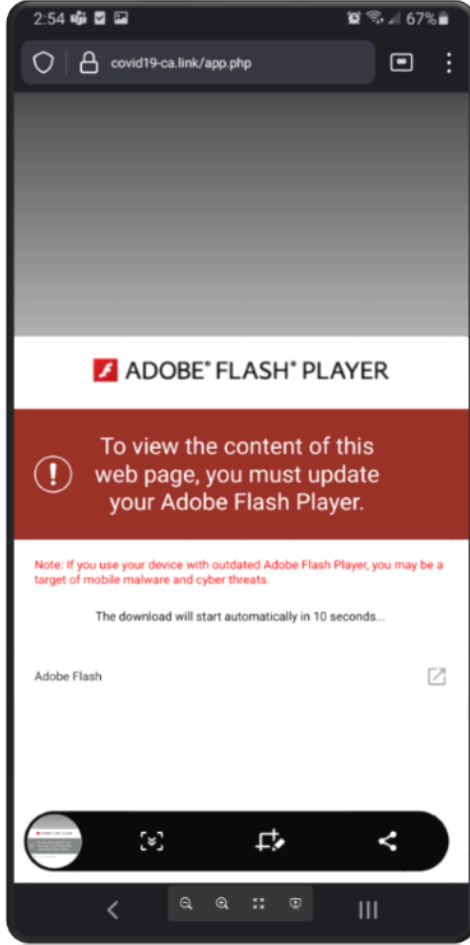 2:54
67%
covid19-ca.link/app.php
ADOBE® FLASH® PLAYER
To view the content of this
web page, you must update
your Adobe Flash Player.
Note: If you use your device with outdated Adobe Flash Player, you may be a
target of mobile malware and cyber threats.
The download will start automatically in 10 seconds...
Adobe Flash